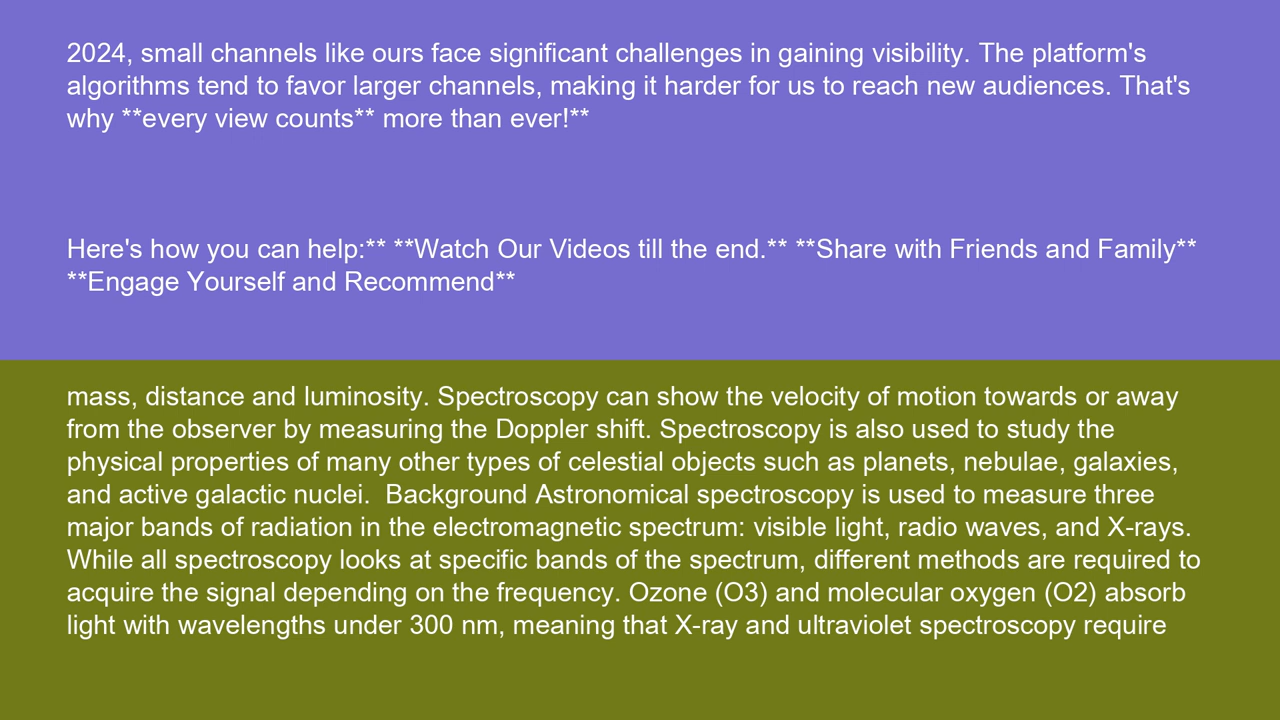 2024, small channels like ours face significant challenges in gaining visibility. The platform's
algorithms tend to favor larger channels, making it harder for us to reach new audiences. That's
why **every view counts** more than ever!**
Here's how you can help:** **Watch Our Videos till the end.** **Share with Friends and Family**
**Engage Yourself and Recommend**
mass, distance and luminosity. Spectroscopy can show the velocity of motion towards or away
from the observer by measuring the Doppler shift. Spectroscopy is also used to study the
physical properties of many other types of celestial objects such as planets, nebulae, galaxies,
and active galactic nuclei.  Background Astronomical spectroscopy is used to measure three
major bands of radiation in the electromagnetic spectrum: visible light, radio waves, and X-rays.
While all spectroscopy looks at specific bands of the spectrum, different methods are required to
acquire the signal depending on the frequency. Ozone (O3) and molecular oxygen (O2) absorb
light with wavelengths under 300 nm, meaning that X-ray and ultraviolet spectroscopy require